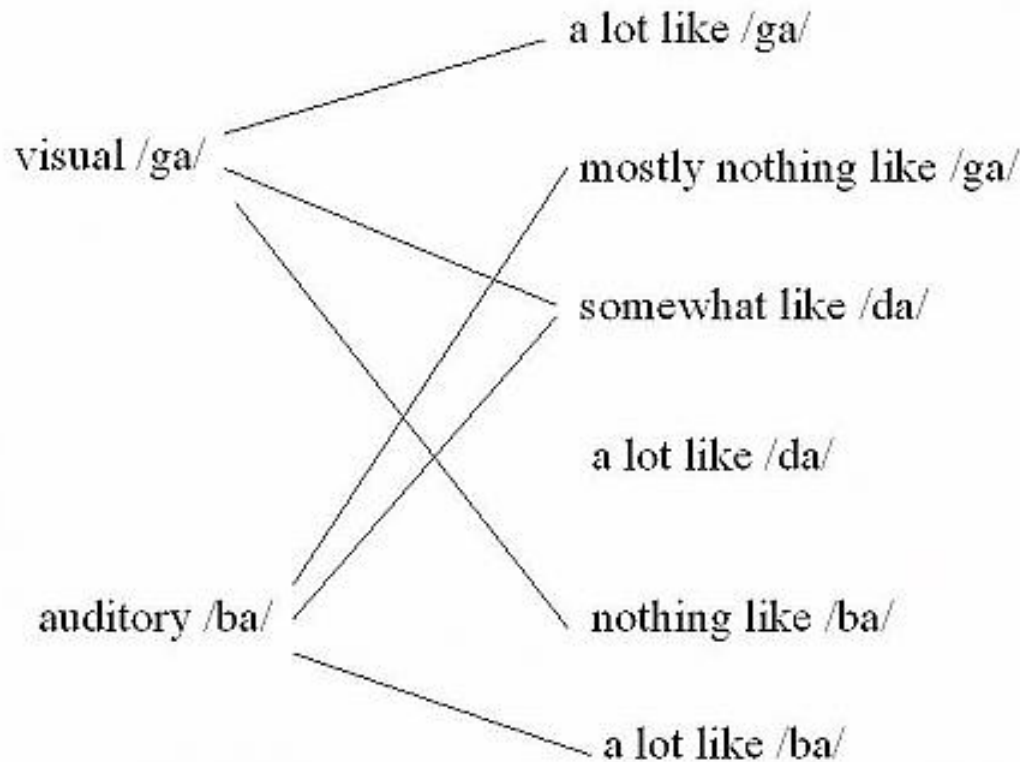 a lot like /ga/
visual /ga/
mostly nothing like /ga/
somewhat like /da/
a lot like /da/
auditory /ba/
nothing like /ba/
a lot like /ba/